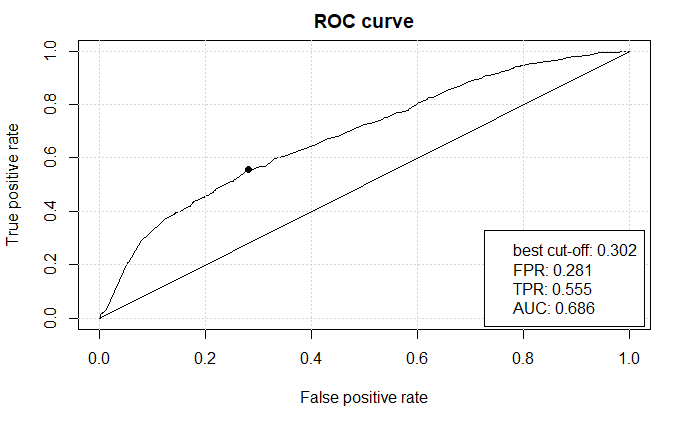 ROC curve
True positive rate
1.0
0.8
0.6
0.4
0.2
0.0
best cut-off: 0.302
FPR: 0.281
TPR: 0.555
AUC: 0.686
0.0 0.2 0.4 0.6 0.8 1.0
False positive rate